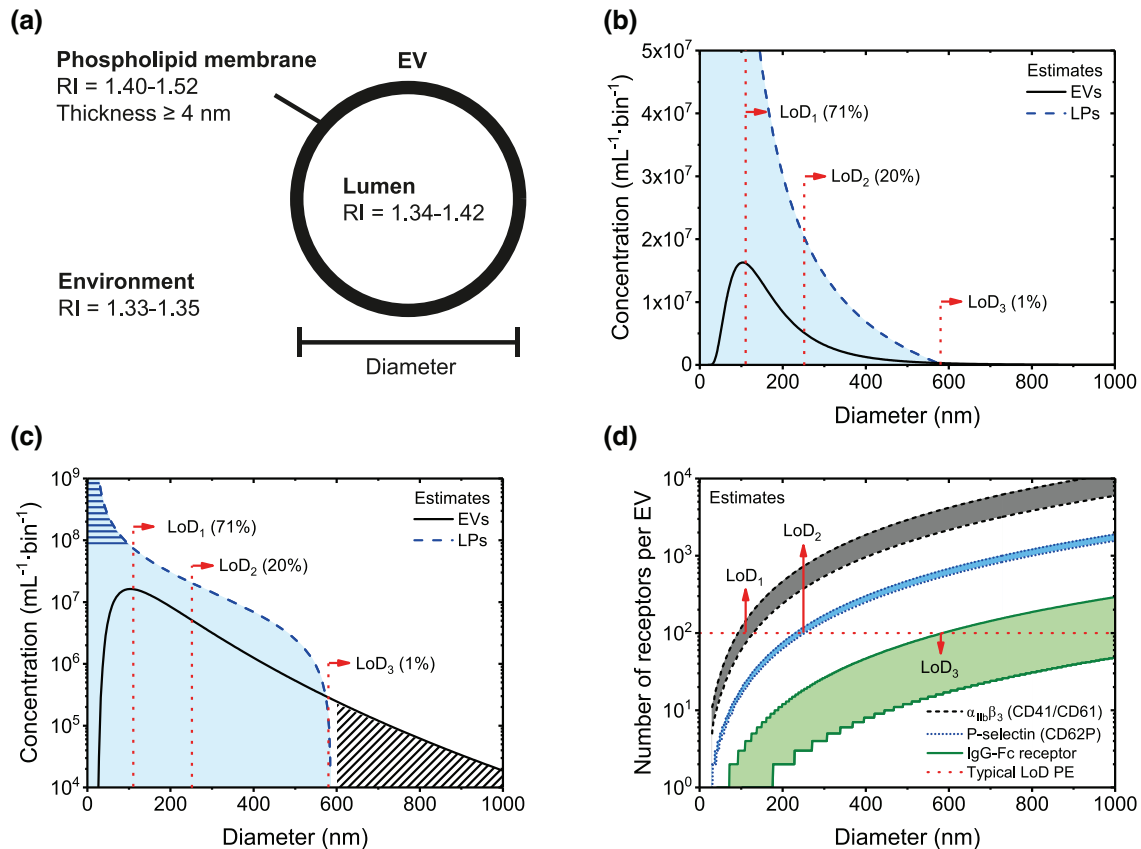 (a)
Phospholipid membrane
RI = 1.40-1.52
Thickness ≥ 4 nm
EV
Lumen
RI = 1.34-1.42
Environment
RI = 1.33-1.35
Diameter
(b)
Concentration (mL⁻¹·bin⁻¹)
5x10⁷
4x10⁷
3x10⁷
2x10⁷
1x10⁷
0
Estimates
EVs
LPs
LoD₁ (71%)
LoD₂ (20%)
LoD₃ (1%)
0 200 400 600 800 1000
Diameter (nm)
(c)
Concentration (mL⁻¹·bin⁻¹)
10⁹
10⁸
10⁷
10⁶
10⁵
10⁴
Estimates
EVs
LPs
LoD₁ (71%)
LoD₂ (20%)
LoD₃ (1%)
0 200 400 600 800 1000
Diameter (nm)
(d)
Number of receptors per EV
10⁴
10³
10²
10¹
10⁰
Estimates
LoD₂
LoD₁
LoD₃
αIIbβ₃ (CD41/CD61)
P-selectin (CD62P)
IgG-Fc receptor
Typical LoD PE
0 200 400 600 800 1000
Diameter (nm)